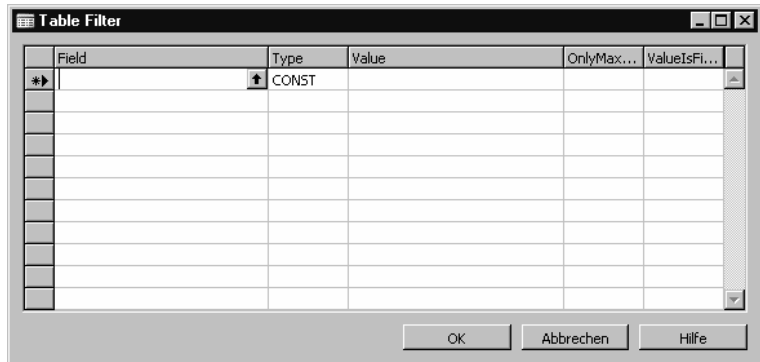 Table Filter
Field Type Value OnlyMax... ValueIsFi...
CONST
OK Abbrechen Hilfe